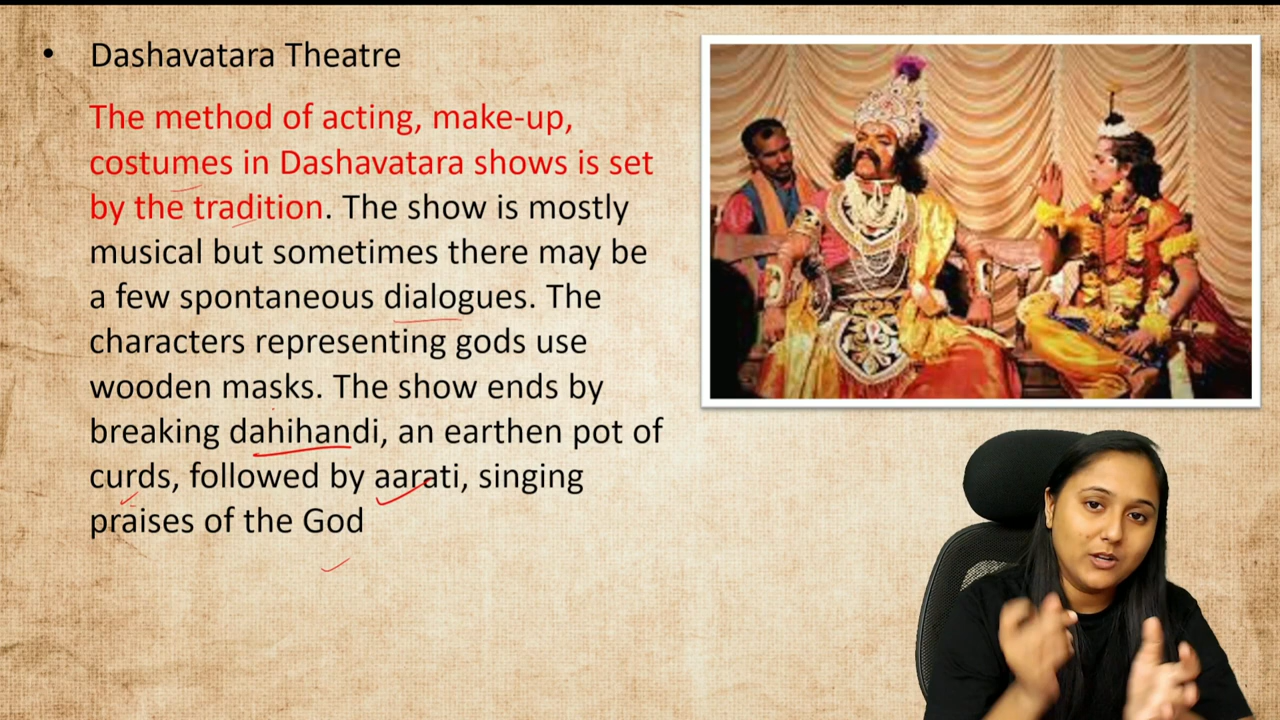 • Dashavatara Theatre
The method of acting, make-up,
costumes in Dashavatara shows is set
by the tradition. The show is mostly
musical but sometimes there may be
a few spontaneous dialogues. The
characters representing gods use
wooden masks. The show ends by
breaking dahihandi, an earthen pot of
curds, followed by aarati, singing
praises of the God